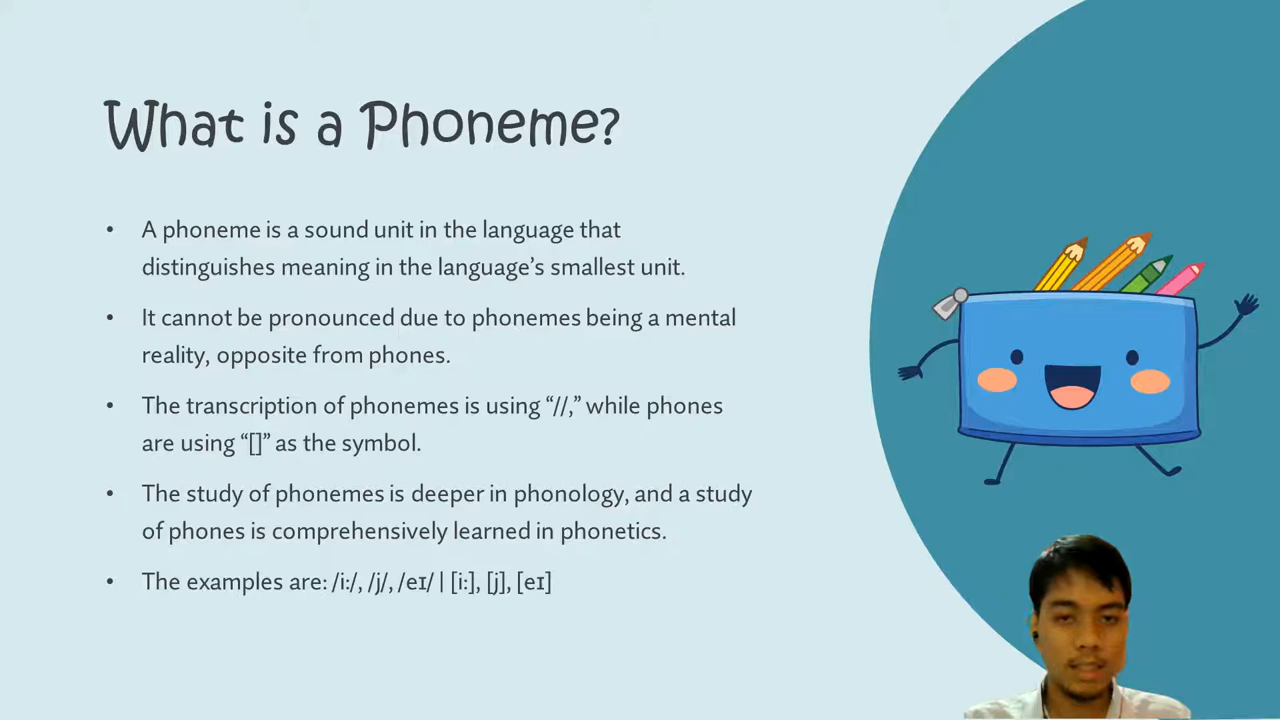 What is a Phoneme?
• A phoneme is a sound unit in the language that
distinguishes meaning in the language’s smallest unit.
• It cannot be pronounced due to phonemes being a mental
reality, opposite from phones.
• The transcription of phonemes is using “//,” while phones
are using “[]” as the symbol.
• The study of phonemes is deeper in phonology, and a study
of phones is comprehensively learned in phonetics.
• The examples are: /i:/, /j/, /eɪ/ | [i:], [j], [eɪ]